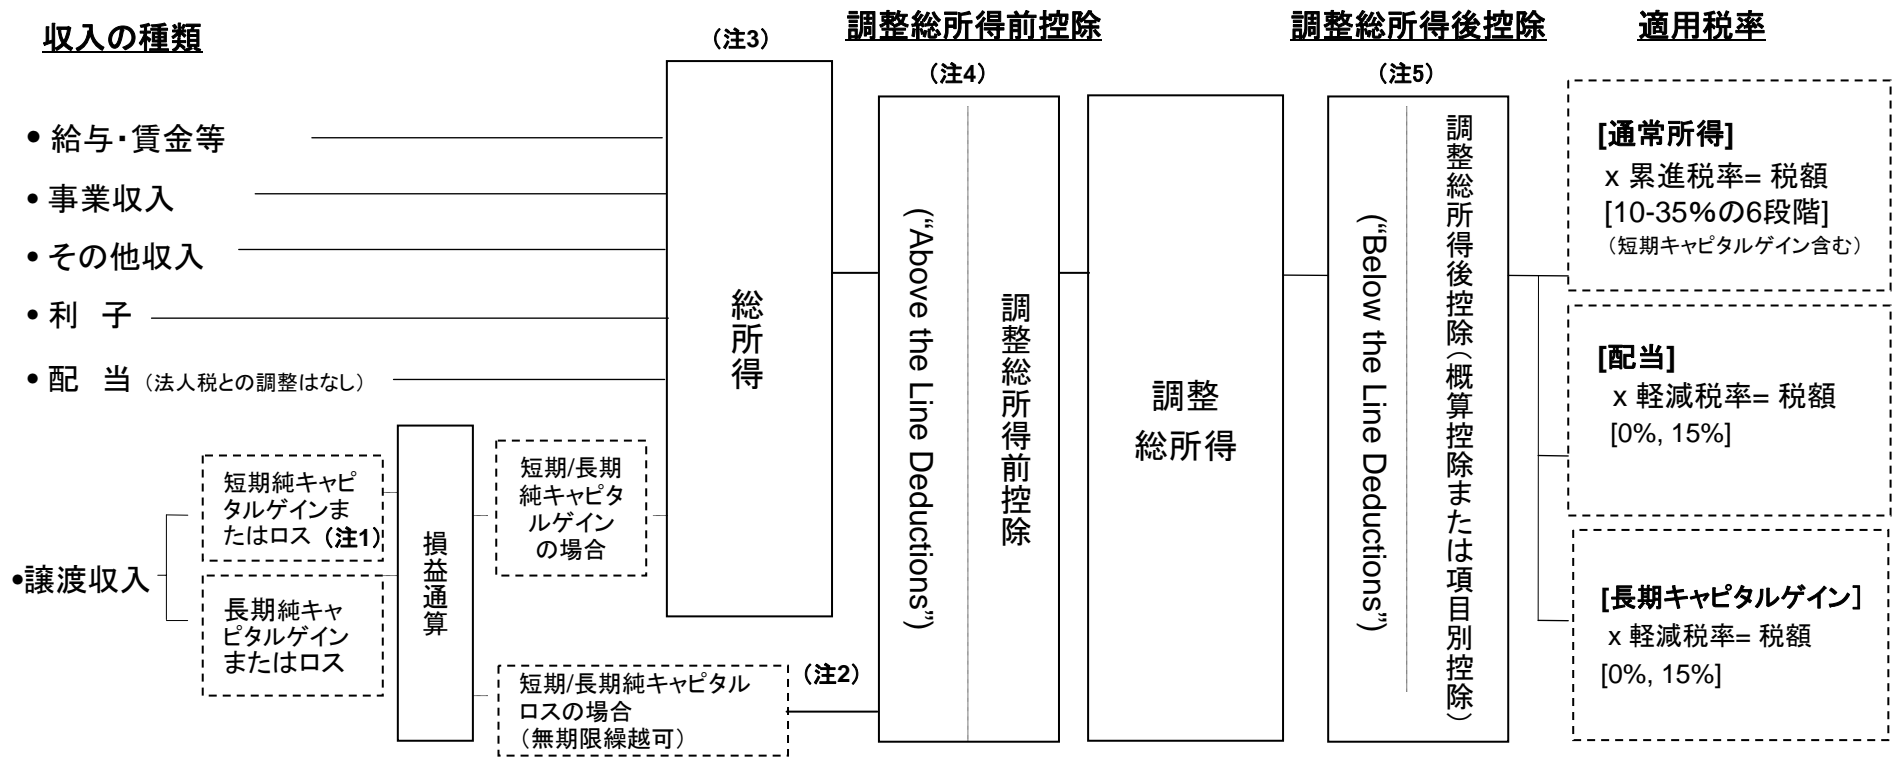 収入の種類
• 給与・賃金等
• 事業収入
• その他収入
• 利 子
• 配 当 (法人税との調整はなし)
•譲渡収入
短期純キャピ
タルゲインま
たはロス (注1)
長期純キャ
ピタルゲイン
またはロス
損益通算
短期/長期
純キャピタ
ルゲイン
の場合
短期/長期純キャピタル
ロスの場合
(無期限繰越可)
(注2)
(注3)
総所得
調整総所得前控除
(注4)
(“Above the Line Deductions”)
調整総所得前控除
調整
総所得
調整総所得後控除
(注5)
(“Below the Line Deductions”)
調整総所得後控除(概算控除または項目別控除)
適用税率
[通常所得]
x 累進税率= 税額
[10-35%の6段階]
(短期キャピタルゲイン含む)
[配当]
x 軽減税率= 税額
[0%, 15%]
[長期キャピタルゲイン]
x 軽減税率= 税額
[0%, 15%]